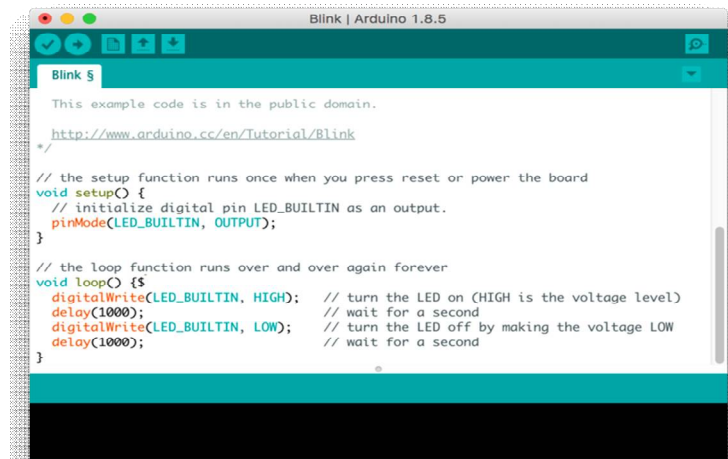 Blink | Arduino 1.8.5
Blink §
This example code is in the public domain.
http://www.arduino.cc/en/Tutorial/Blink
*/
// the setup function runs once when you press reset or power the board
void setup() {
// initialize digital pin LED_BUILTIN as an output.
pinMode(LED_BUILTIN, OUTPUT);
}
// the loop function runs over and over again forever
void loop() {$
digitalWrite(LED_BUILTIN, HIGH);   // turn the LED on (HIGH is the voltage level)
delay(1000);                       // wait for a second
digitalWrite(LED_BUILTIN, LOW);    // turn the LED off by making the voltage LOW
delay(1000);                       // wait for a second
}